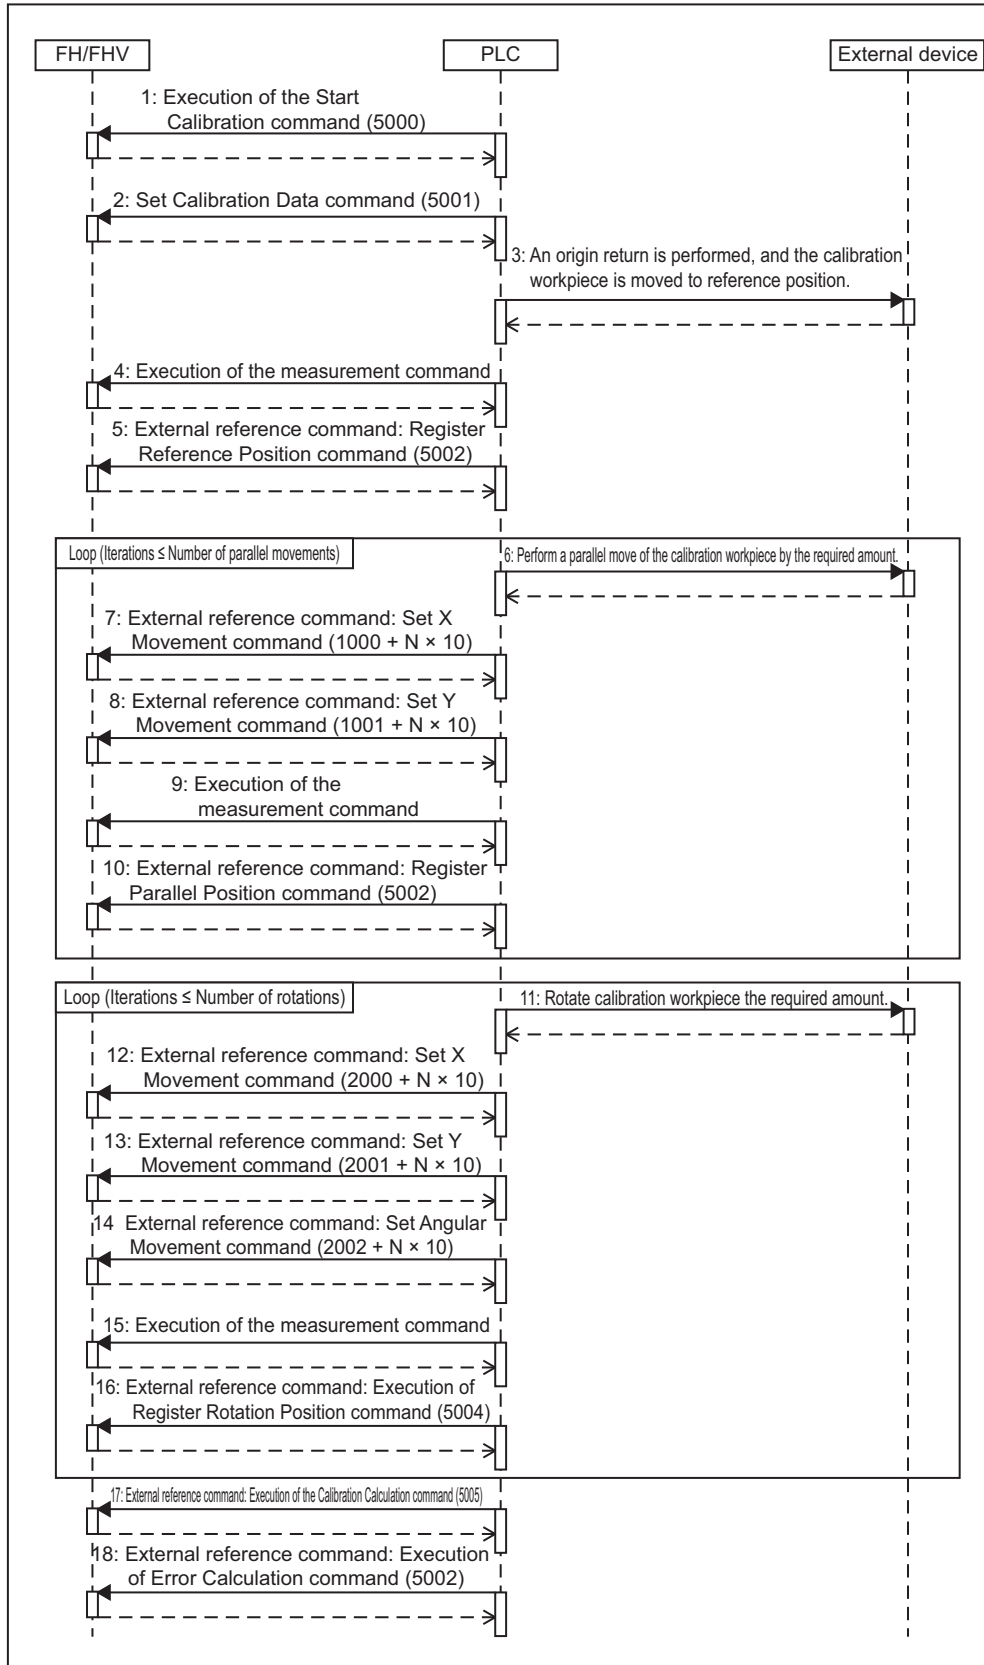 FH/FHV
PLC
External device
1: Execution of the Start
Calibration command (5000)
2: Set Calibration Data command (5001)
3: An origin return is performed, and the calibration
workpiece is moved to reference position.
4: Execution of the measurement command
5: External reference command: Register
Reference Position command (5002)
Loop (Iterations ≤ Number of parallel movements)
6: Perform a parallel move of the calibration workpiece by the required amount.
7: External reference command: Set X
Movement command (1000 + N × 10)
8: External reference command: Set Y
Movement command (1001 + N × 10)
9: Execution of the
measurement command
10: External reference command: Register
Parallel Position command (5002)
Loop (Iterations ≤ Number of rotations)
11: Rotate calibration workpiece the required amount.
12: External reference command: Set X
Movement command (2000 + N × 10)
13: External reference command: Set Y
Movement command (2001 + N × 10)
14 External reference command: Set Angular
Movement command (2002 + N × 10)
15: Execution of the measurement command
16: External reference command: Execution of
Register Rotation Position command (5004)
17: External reference command: Execution of the Calibration Calculation command (5005)
18: External reference command: Execution
of Error Calculation command (5002)